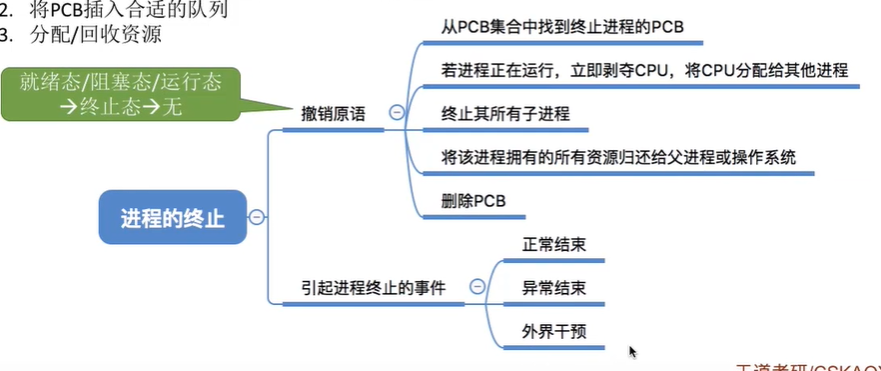 2. 将PCB插入合适的队列
3. 分配/回收资源
就绪态/阻塞态/运行态
→终止态→无
进程的终止
撤销原语
从PCB集合中找到终止进程的PCB
若进程正在运行，立即剥夺CPU，将CPU分配给其他进程
终止其所有子进程
将该进程拥有的所有资源归还给父进程或操作系统
删除PCB
引起进程终止的事件
正常结束
异常结束
外界干预